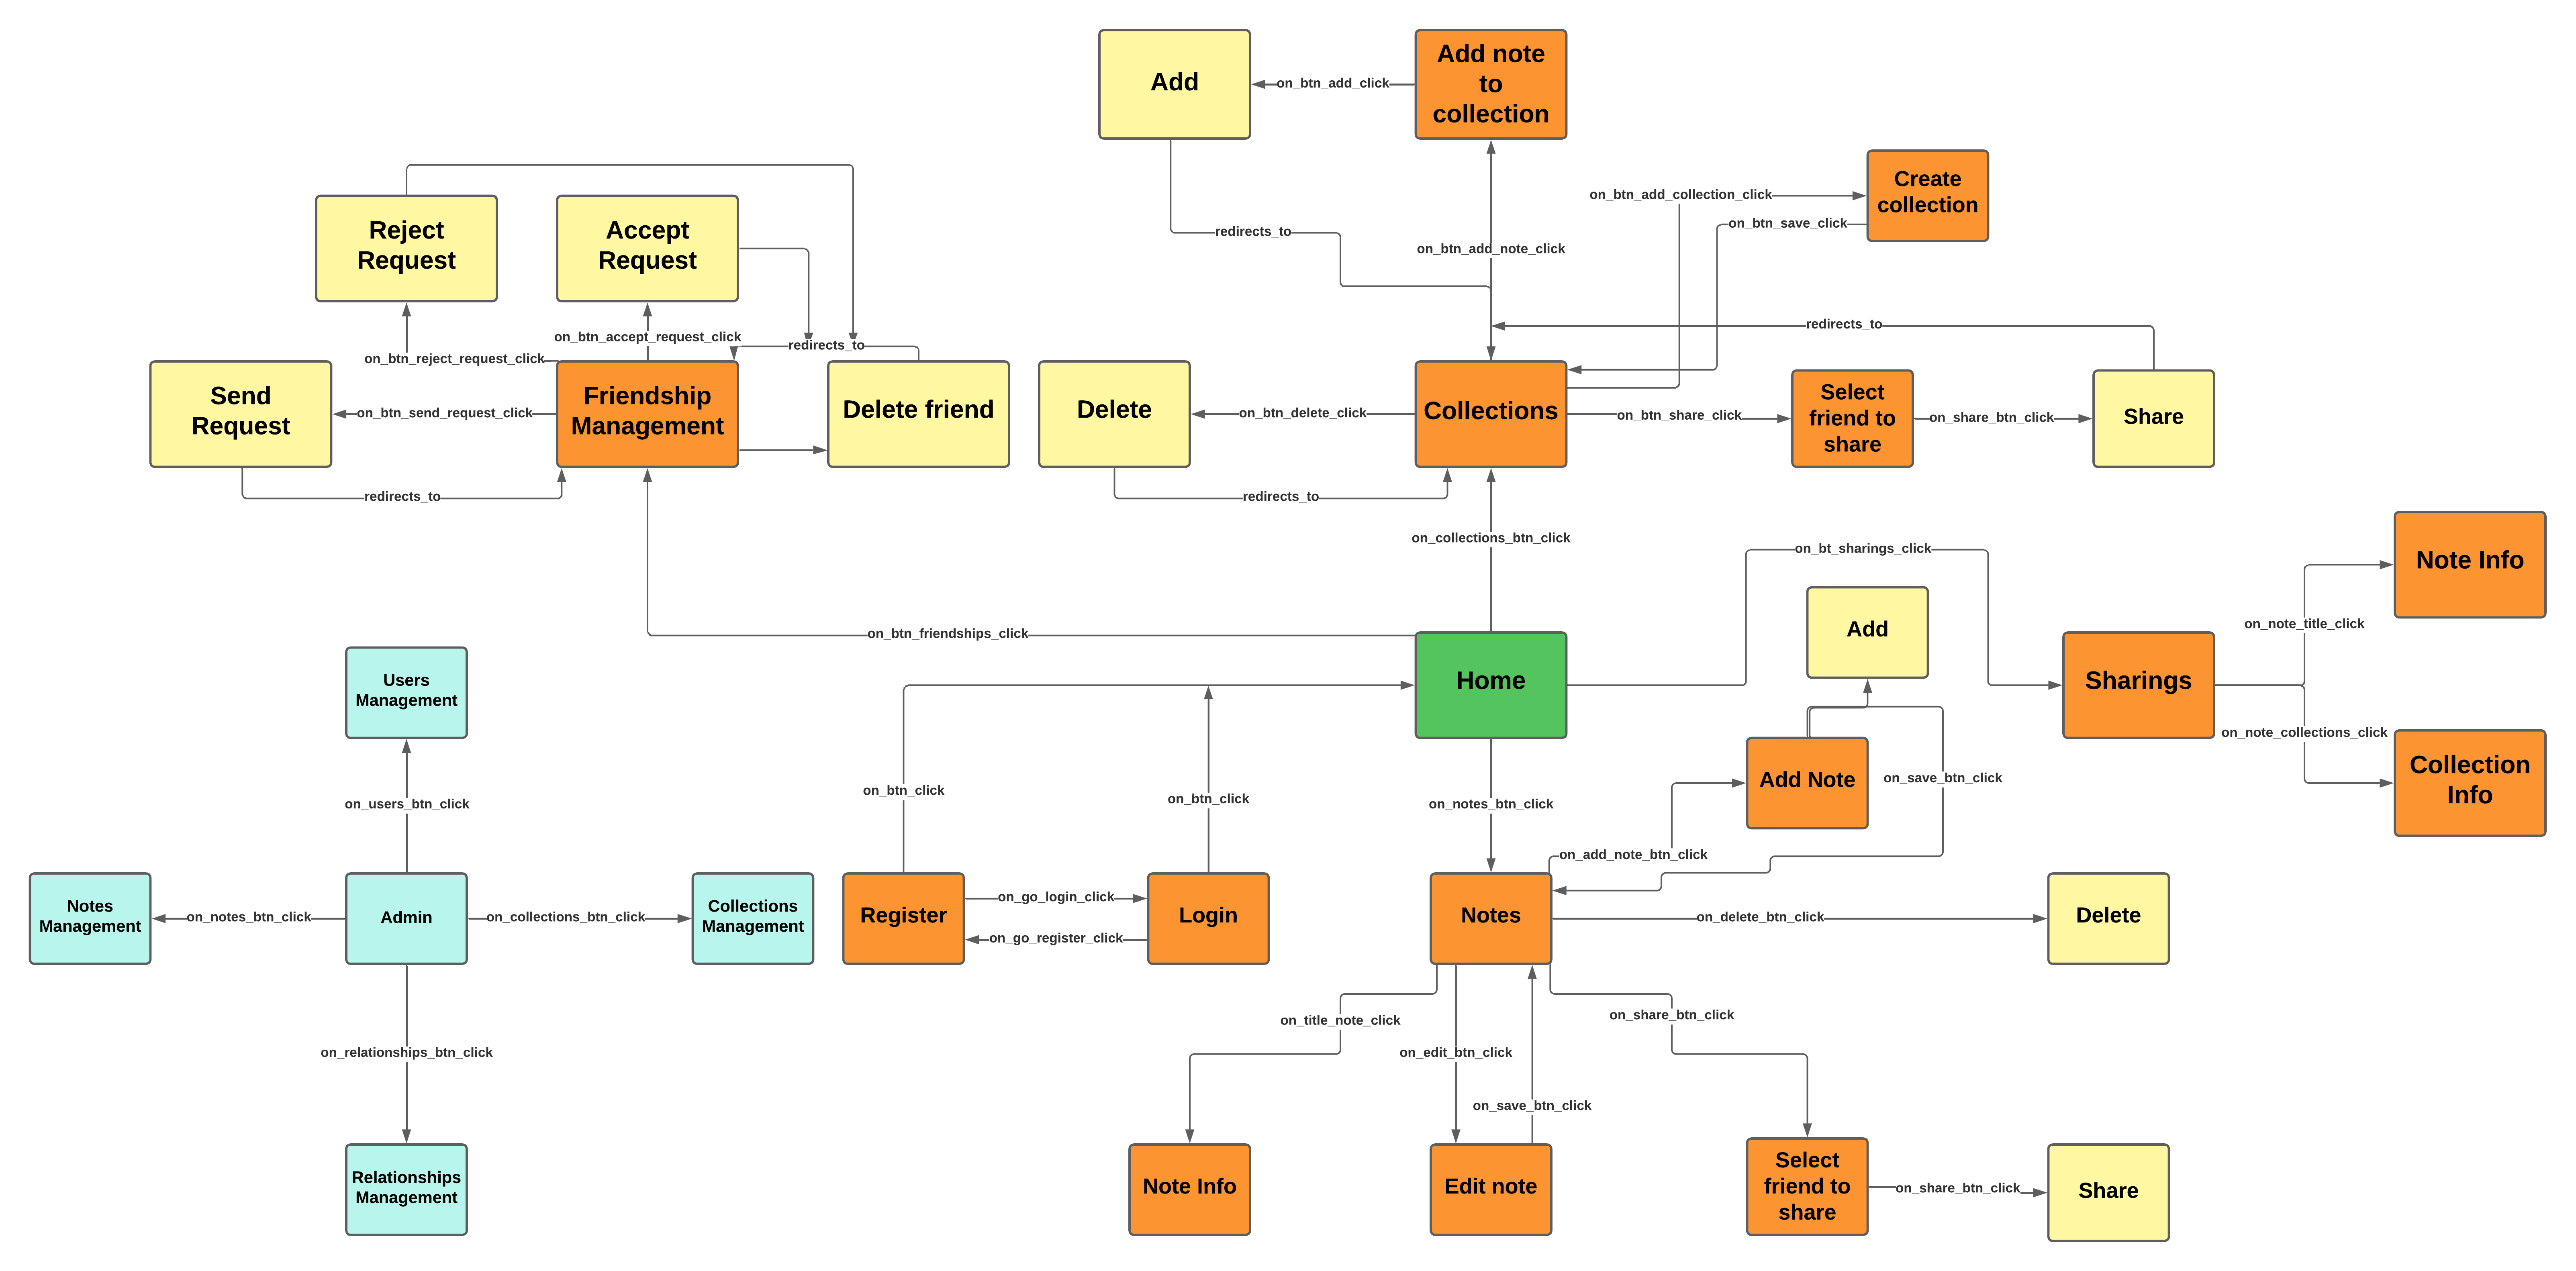 Add
on_btn_add_click
Add note
to
collection
Create
collection
on_btn_add_collection_click
on_btn_save_click
Reject
Request
Accept
Request
redirects_to
on_btn_add_note_click
on_btn_accept_request_click
on_btn_reject_request_click
redirects_to
redirects_to
Send
Request
on_btn_send_request_click
Friendship
Management
Delete friend
Delete
on_btn_delete_click
Collections
on_btn_share_click
Select
friend to
share
on_share_btn_click
Share
redirects_to
redirects_to
on_collections_btn_click
on_bt_sharings_click
Note Info
on_note_title_click
Add
on_btn_friendships_click
Home
Sharings
on_note_collections_click
Collection
Info
Users
Management
on_users_btn_click
on_btn_click
on_btn_click
on_notes_btn_click
Add Note
on_save_btn_click
on_add_note_btn_click
Notes
Management
on_notes_btn_click
Admin
on_collections_btn_click
Collections
Management
Register
on_go_login_click
on_go_register_click
Login
Notes
on_delete_btn_click
Delete
on_title_note_click
on_share_btn_click
on_relationships_btn_click
on_edit_btn_click
on_save_btn_click
Relationships
Management
Note Info
Edit note
Select
friend to
share
on_share_btn_click
Share